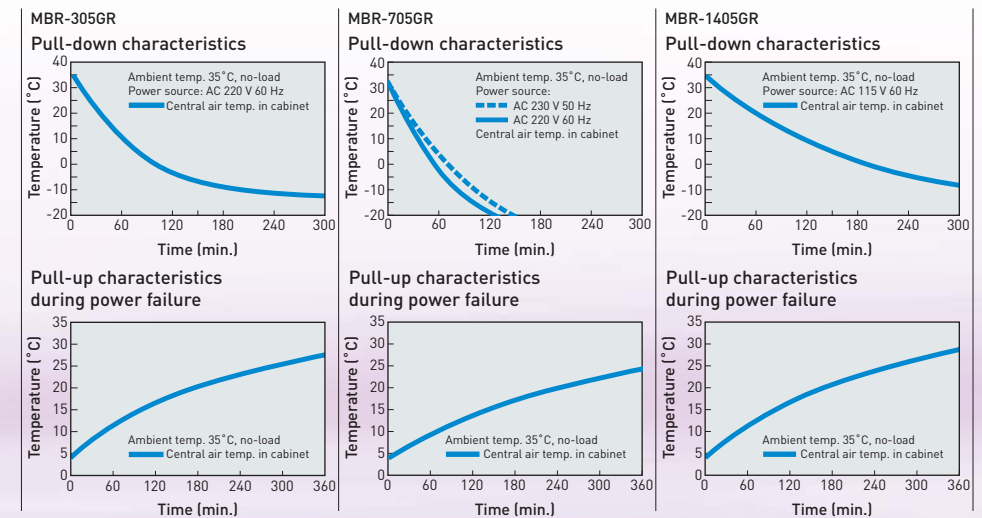 MBR-305GR
Pull-down characteristics
Temperature (˚C)
40
30
20
10
0
-10
-20
Ambient temp. 35˚C, no-load
Power source: AC 220 V 60 Hz
Central air temp. in cabinet
0 60 120 180 240 300
Time (min.)
Pull-up characteristics
during power failure
Temperature (˚C)
35
30
25
20
15
10
5
0
Ambient temp. 35˚C, no-load
Central air temp. in cabinet
0 60 120 180 240 300 360
Time (min.)
MBR-705GR
Pull-down characteristics
Temperature (˚C)
40
30
20
10
0
-10
-20
Ambient temp. 35˚C, no-load
Power source:
AC 230 V 50 Hz
AC 220 V 60 Hz
Central air temp. in cabinet
0 60 120 180 240 300
Time (min.)
Pull-up characteristics
during power failure
Temperature (˚C)
35
30
25
20
15
10
5
0
Ambient temp. 35˚C, no-load
Central air temp. in cabinet
0 60 120 180 240 300 360
Time (min.)
MBR-1405GR
Pull-down characteristics
Temperature (˚C)
40
30
20
10
0
-10
-20
Ambient temp. 35˚C, no-load
Power source: AC 115 V 60 Hz
Central air temp. in cabinet
0 60 120 180 240 300
Time (min.)
Pull-up characteristics
during power failure
Temperature (˚C)
35
30
25
20
15
10
5
0
Ambient temp. 35˚C, no-load
Central air temp. in cabinet
0 60 120 180 240 300 360
Time (min.)